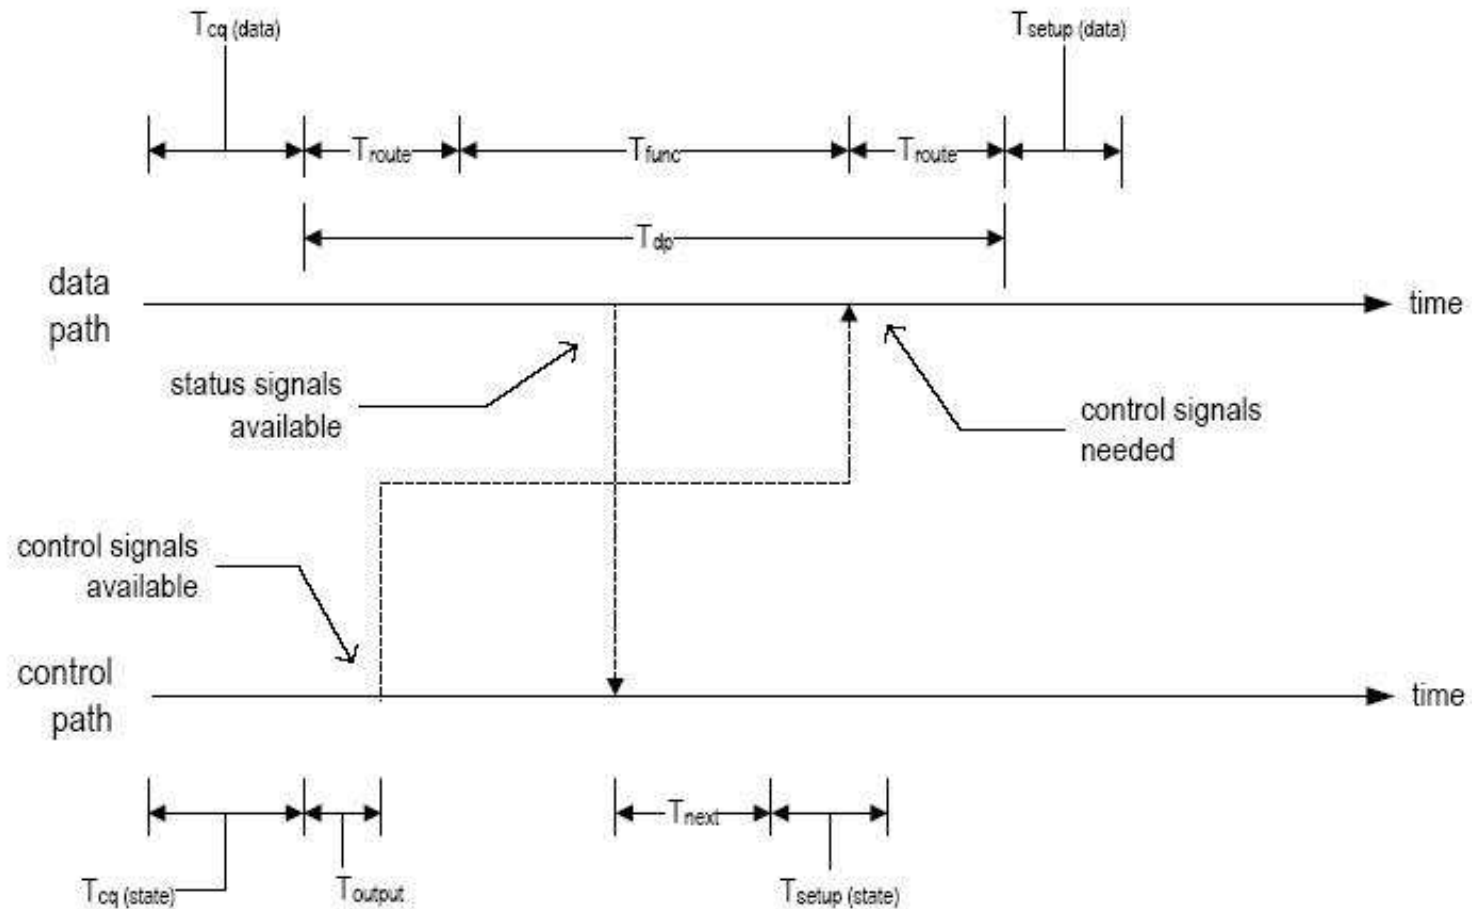 Tcq (data)
Tsetup (data)
Troute
Tfunc
Troute
Tdp
data
path
time
status signals
available
control signals
needed
control signals
available
control
path
time
Tnext
Tcq (state)
Toutput
Tsetup (state)